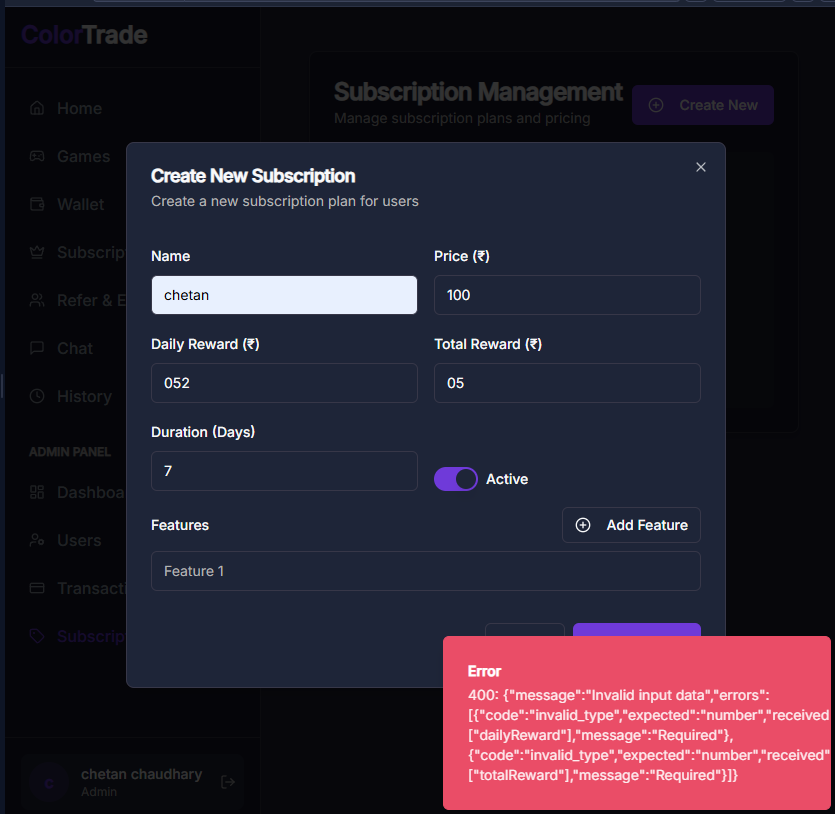 ColorTrade
Subscription Management
Manage subscription plans and pricing
Create New
Home
Games
Wallet
Subscrip
Refer & E
Chat
History
ADMIN PANEL
Dashboa
Users
Transacti
Subscrip
chetan chaudhary
Admin
Create New Subscription
Create a new subscription plan for users
Name
Price (₹)
chetan
100
Daily Reward (₹)
Total Reward (₹)
052
05
Duration (Days)
7
Active
Features
Add Feature
Feature 1
Error
400: {"message":"Invalid input data","errors":
[{"code":"invalid_type","expected":"number","received
["dailyReward"],"message":"Required"},
{"code":"invalid_type","expected":"number","received"
["totalReward"],"message":"Required"}]}